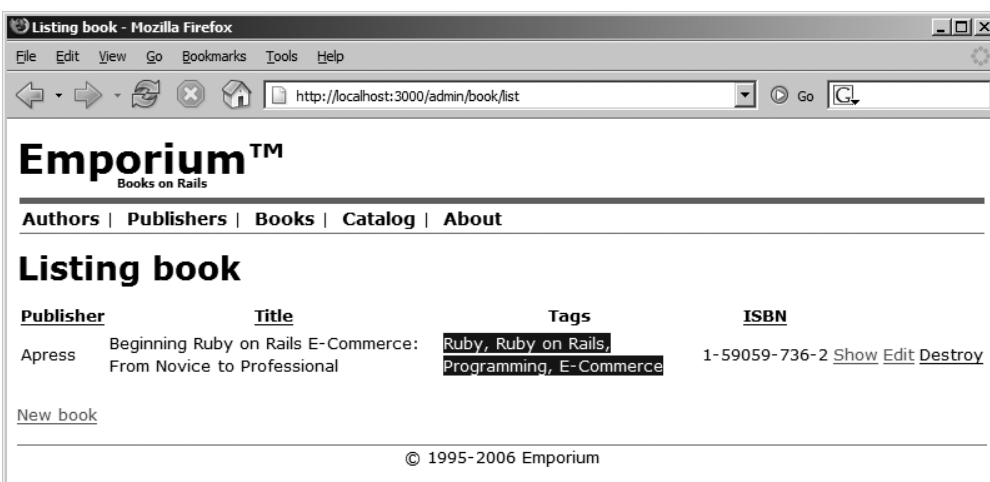 Listing book - Mozilla Firefox
File Edit View Go Bookmarks Tools Help
http://localhost:3000/admin/book/list Go G
Emporium™
Books on Rails
Authors | Publishers | Books | Catalog | About
Listing book
Publisher Title Tags ISBN
Apress Beginning Ruby on Rails E-Commerce: From Novice to Professional Ruby, Ruby on Rails, Programming, E-Commerce 1-59059-736-2 Show Edit Destroy
New book
© 1995-2006 Emporium